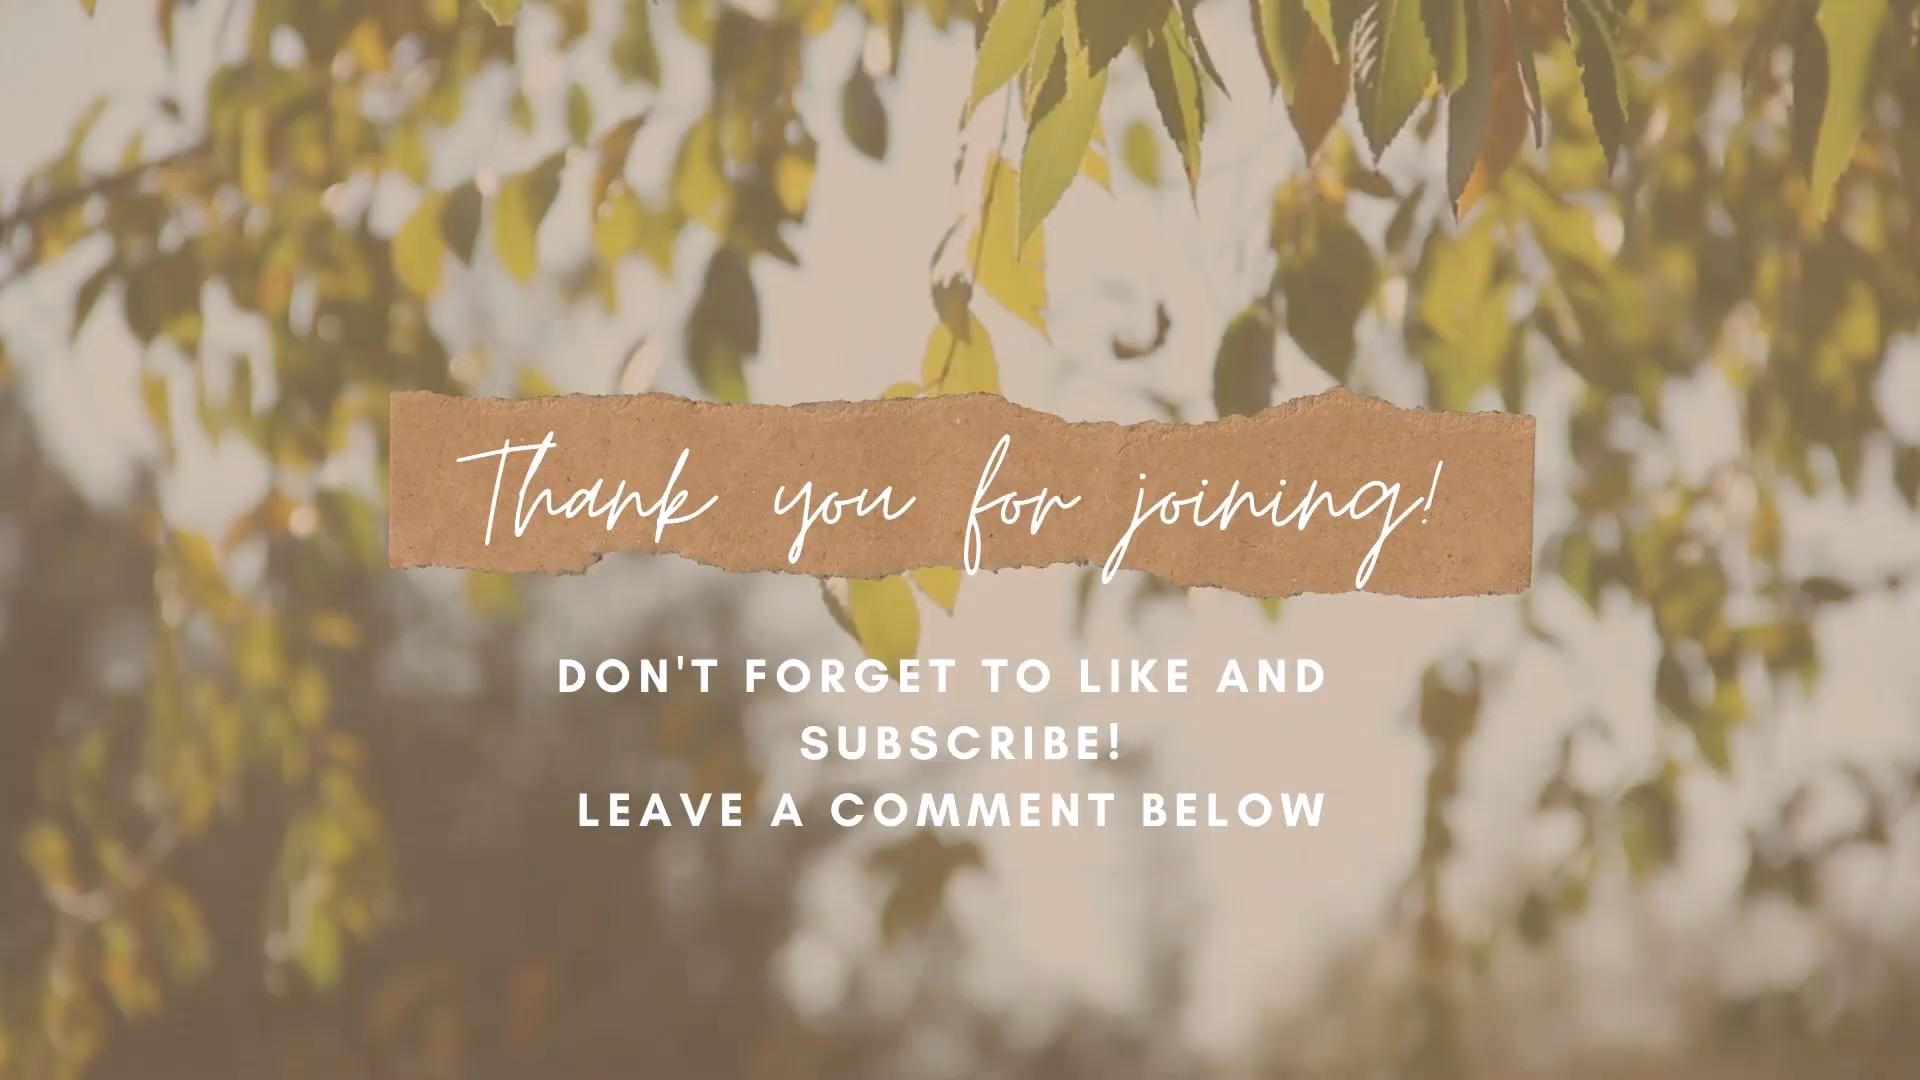 Thank you for joining!
DON'T FORGET TO LIKE AND
SUBSCRIBE!
LEAVE A COMMENT BELOW